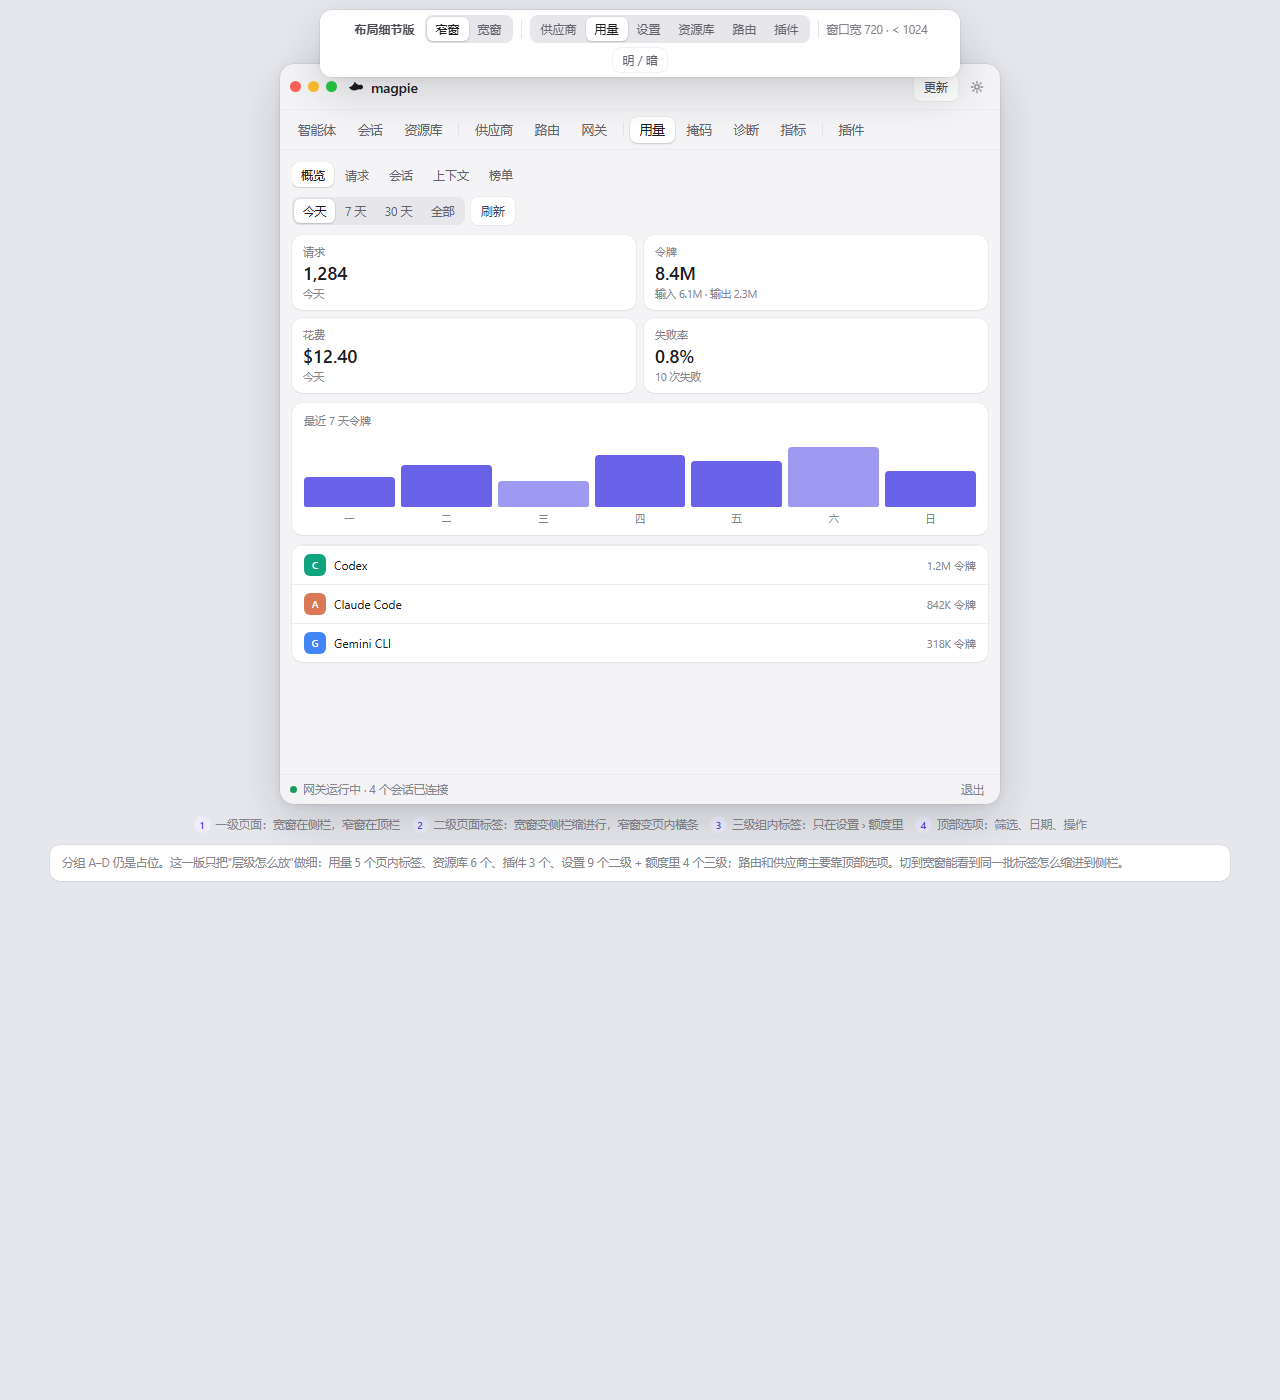 布局细节版 窄窗 宽窗 供应商 用量 设置 资源库 路由 插件 窗口宽 720 · < 1024
明 / 暗
magpie 更新
智能体 会话 资源库 供应商 路由 网关 用量 掩码 诊断 指标 插件
概览 请求 会话 上下文 榜单
今天 7 天 30 天 全部 刷新
请求
1,284
今天
令牌
8.4M
输入 6.1M · 输出 2.3M
花费
$12.40
今天
失败率
0.8%
10 次失败
最近 7 天令牌
一 二 三 四 五 六 日
C Codex 1.2M 令牌
A Claude Code 842K 令牌
G Gemini CLI 318K 令牌
网关运行中 · 4 个会话已连接 退出
1 一级页面：宽窗在侧栏，窄窗在顶栏 2 二级页面标签：宽窗变侧栏缩进行，窄窗变页内横条 3 三级组内标签：只在设置 › 额度里 4 顶部选项：筛选、日期、操作
分组 A–D 仍是占位。这一版只把“层级怎么放”做细：用量 5 个页内标签、资源库 6 个、插件 3 个、设置 9 个二级 + 额度里 4 个三级；路由和供应商主要靠顶部选项。切到宽窗能看到同一批标签怎么缩进到侧栏。